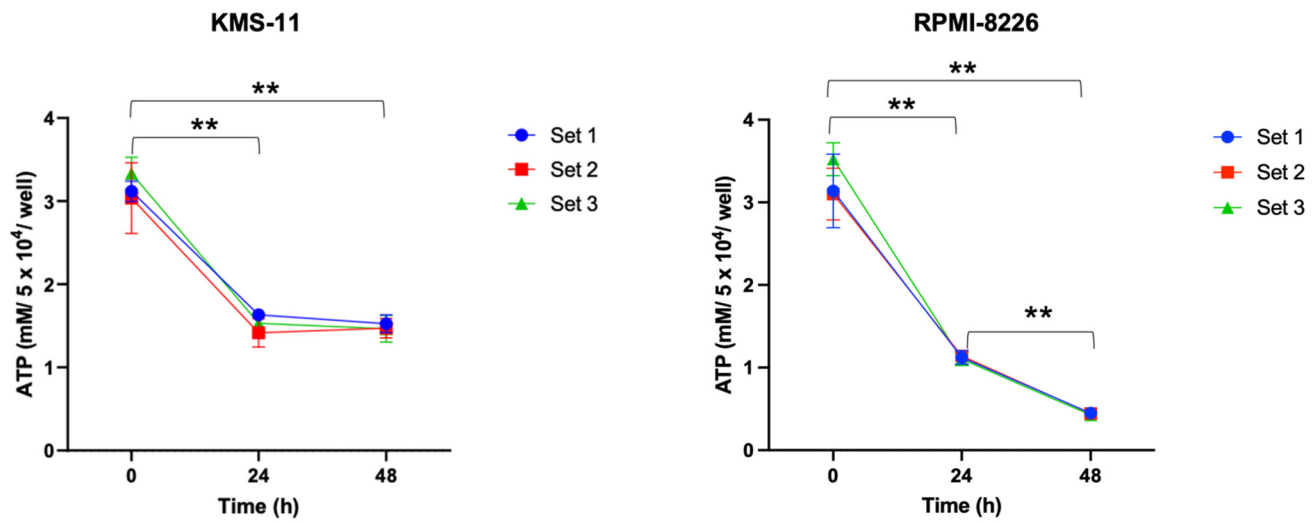 KMS-11
**
**
4
3
2
1
0
ATP (mM/ 5 x 10⁴/ well)
0 24 48
Time (h)
Set 1
Set 2
Set 3
RPMI-8226
**
**
**
4
3
2
1
0
ATP (mM/ 5 x 10⁴/ well)
0 24 48
Time (h)
Set 1
Set 2
Set 3